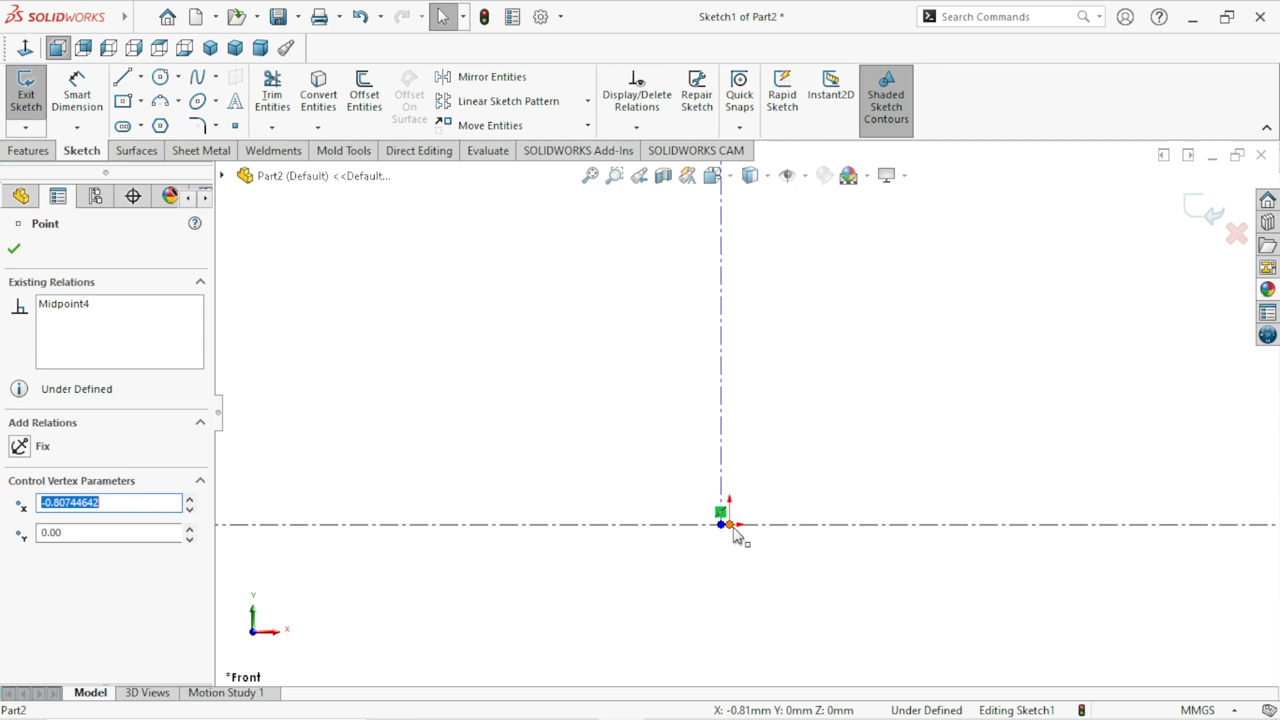 SOLIDWORKS
Sketch1 of Part2 *
Search Commands
Exit Sketch
Smart Dimension
Trim Entities
Convert Entities
Offset Entities
Offset On Surface
Mirror Entities
Linear Sketch Pattern
Move Entities
Display/Delete Relations
Repair Sketch
Quick Snaps
Rapid Sketch
Instant2D
Shaded Sketch Contours
Features
Sketch
Surfaces
Sheet Metal
Weldments
Mold Tools
Direct Editing
Evaluate
SOLIDWORKS Add-Ins
SOLIDWORKS CAM
Part2 (Default) <<Default...
Point
Existing Relations
Midpoint4
Under Defined
Add Relations
Fix
Control Vertex Parameters
x
-0.80744642
Y
0.00
Y
X
*Front
Model
3D Views
Motion Study 1
Part2
X: -0.81mm Y: 0mm Z: 0mm
Under Defined
Editing Sketch1
MMGS